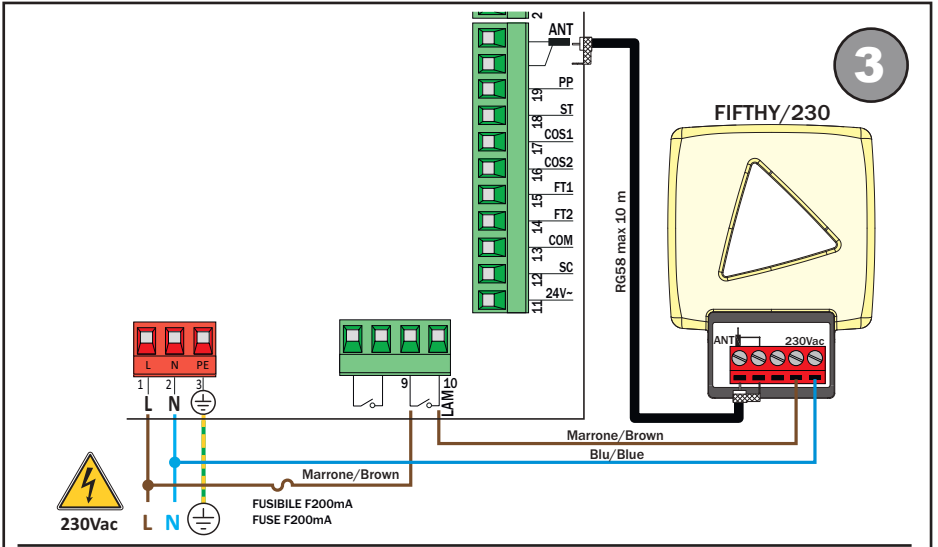 2
ANT
19 PP
18 ST
17 COS1
16 COS2
15 FT1
14 FT2
13 COM
12 SC
11 24V~
3
FIFTHY/230
RG58 max 10 m
ANT
230Vac
L N PE
1 2 3
L N
9 10
LAM
Marrone/Brown
Blu/Blue
Marrone/Brown
FUSIBILE F200mA
FUSE F200mA
230Vac L N